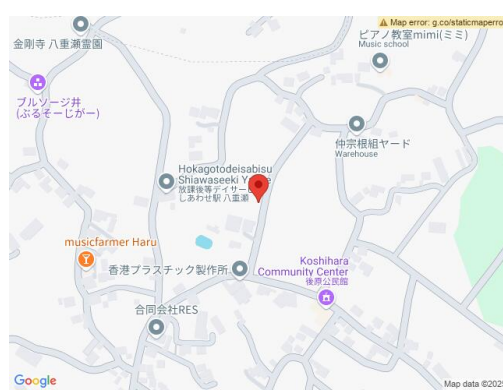 Map error: g.co/staticmaperro
金剛寺 八重瀬霊園
ピアノ教室mimi(ミミ)
Music school
ブルソージ井
(ぶるそーじがー)
仲宗根組ヤード
Warehouse
Hokagotodeisabisu
Shiawaseeki
放課後等デイサー
しあわせ駅 八重瀬
musicfarmer Haru
香港プラスチック製作所
Koshihara
Community Center
後原公民館
合同会社RES
Google
Map data ©202